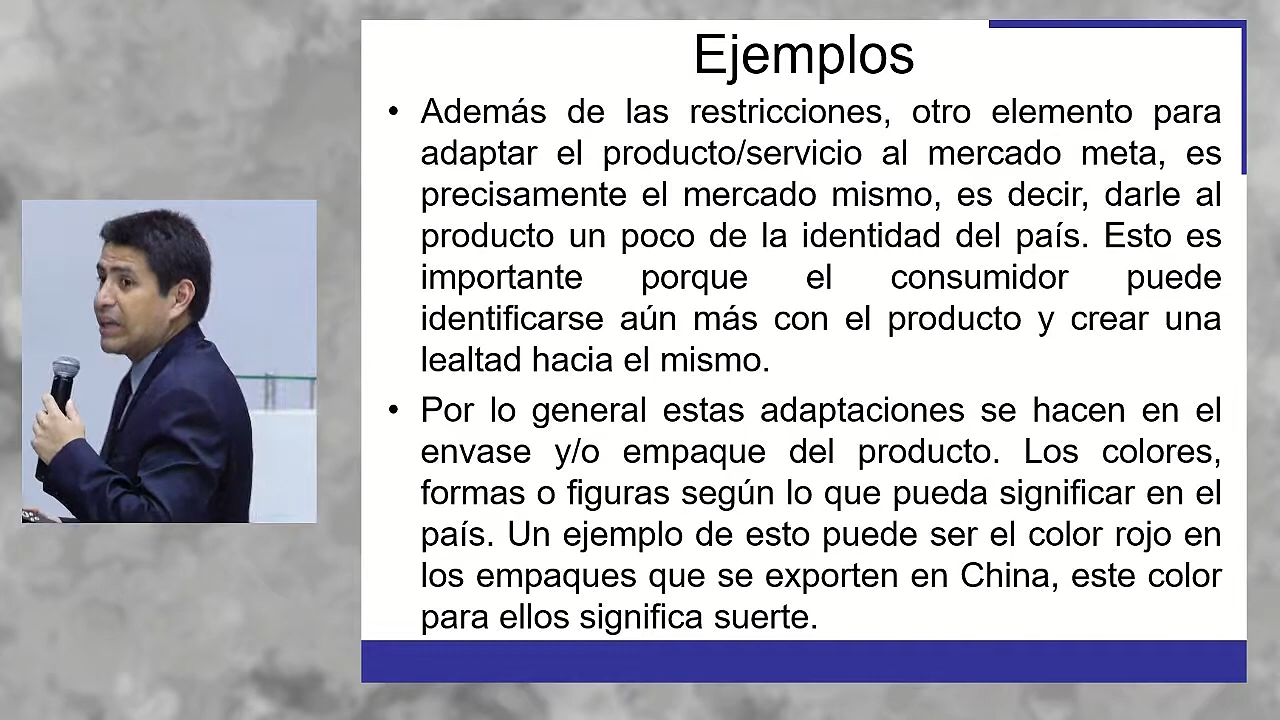 Ejemplos
• Además de las restricciones, otro elemento para
adaptar el producto/servicio al mercado meta, es
precisamente el mercado mismo, es decir, darle al
producto un poco de la identidad del país. Esto es
importante porque el consumidor puede
identificarse aún más con el producto y crear una
lealtad hacia el mismo.
• Por lo general estas adaptaciones se hacen en el
envase y/o empaque del producto. Los colores,
formas o figuras según lo que pueda significar en el
país. Un ejemplo de esto puede ser el color rojo en
los empaques que se exporten en China, este color
para ellos significa suerte.